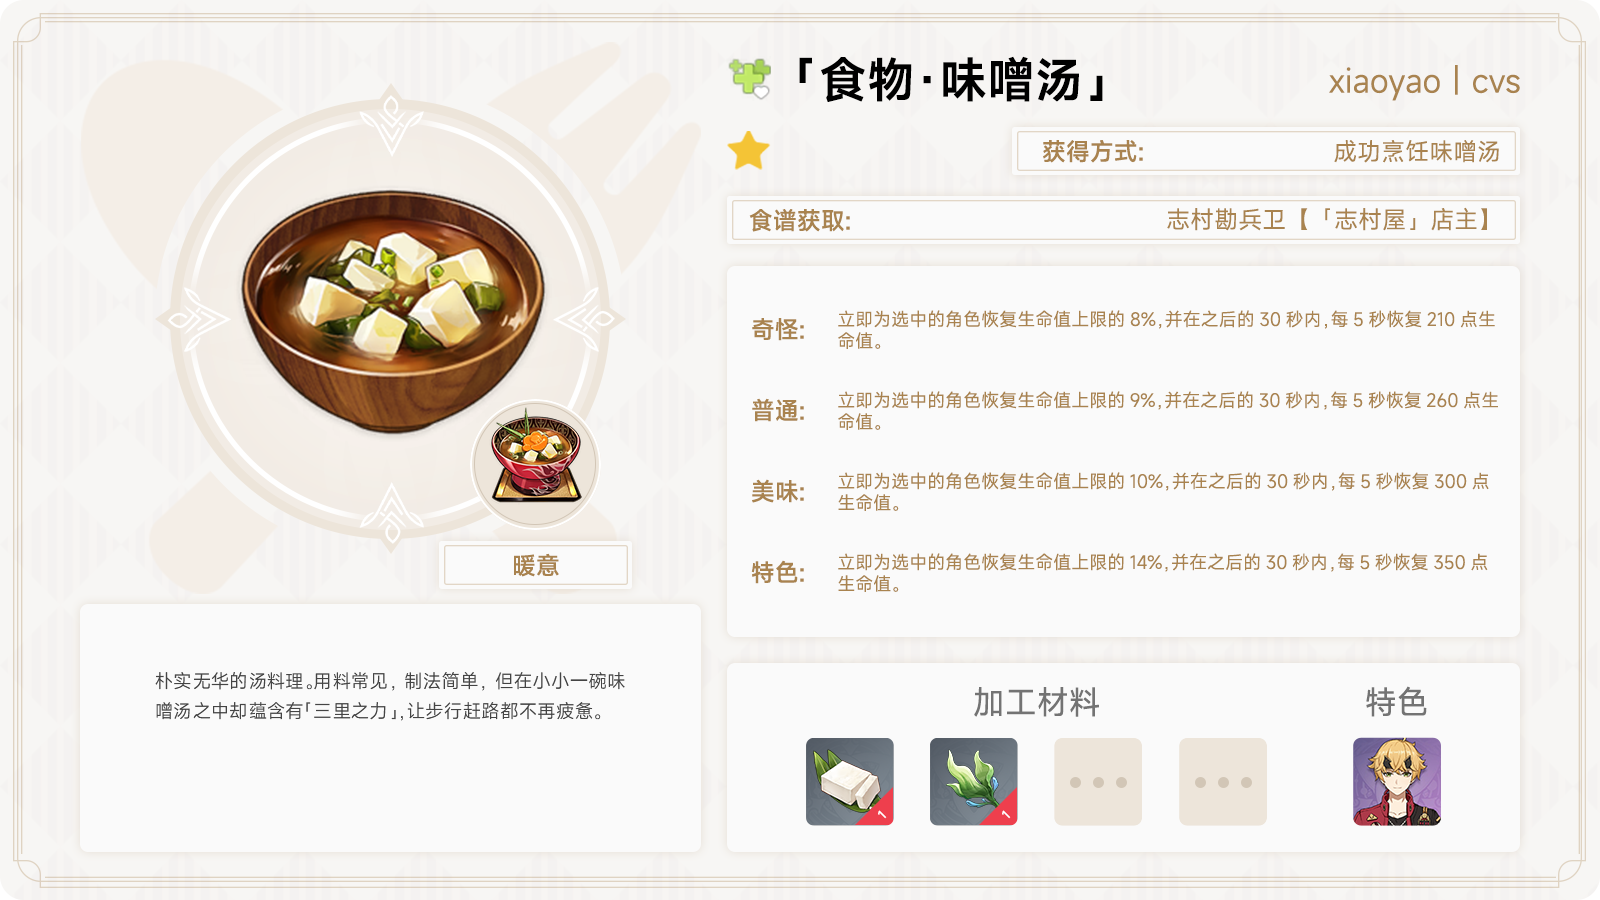 「食物·味噌汤」
xiaoyao | cvs
获得方式:
成功烹饪味噌汤
食谱获取:
志村勘兵卫【「志村屋」店主】
奇怪:
立即为选中的角色恢复生命值上限的 8%,并在之后的 30 秒内,每 5 秒恢复 210 点生
命值。
普通:
立即为选中的角色恢复生命值上限的 9%,并在之后的 30 秒内,每 5 秒恢复 260 点生
命值。
美味:
立即为选中的角色恢复生命值上限的 10%,并在之后的 30 秒内,每 5 秒恢复 300 点
生命值。
特色:
立即为选中的角色恢复生命值上限的 14%,并在之后的 30 秒内,每 5 秒恢复 350 点
生命值。
暖意
朴实无华的汤料理。用料常见，制法简单，但在小小一碗味
噌汤之中却蕴含有「三里之力」,让步行赶路都不再疲惫。
加工材料
特色
1
1